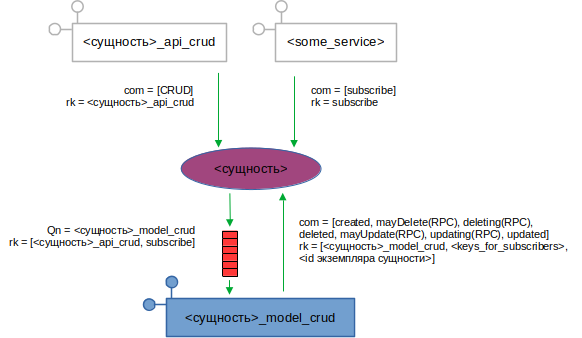 <сущность>_api_crud
<some_service>
com = [CRUD]
rk = <сущность>_api_crud
com = [subscribe]
rk = subscribe
<сущность>
Qn = <сущность>_model_crud
rk = [<сущность>_api_crud, subscribe]
com = [created, mayDelete(RPC), deleting(RPC),
deleted, mayUpdate(RPC), updating(RPC), updated]
rk = [<сущность>_model_crud, <keys_for_subscribers>,
<id экземпляра сущности>]
<сущность>_model_crud